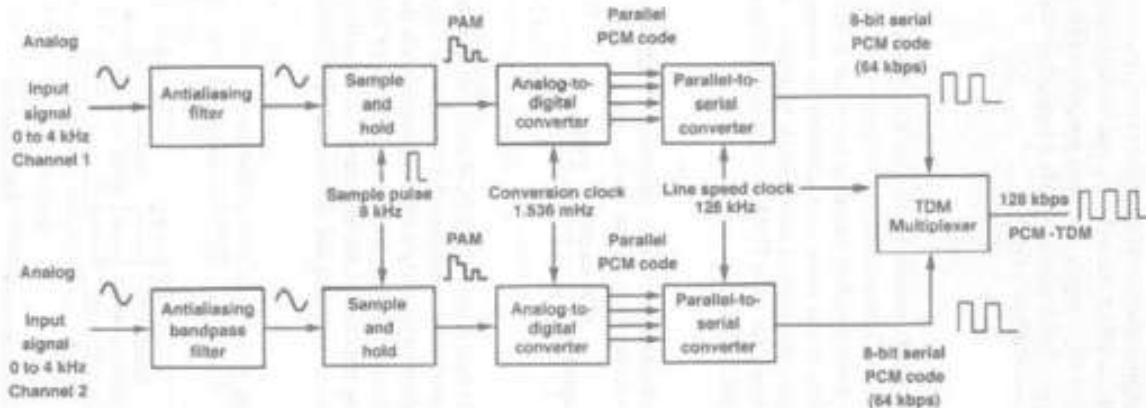 Analog
Input
signal
0 to 4 kHz
Channel 1
Antialiasing
filter
Sample
and
hold
PAM
Analog-to-
digital
converter
Parallel
PCM code
Parallel-to-
serial
converter
8-bit serial
PCM code
(64 kbps)
Sample pulse
8 kHz
Conversion clock
1.536 mHz
Line speed clock
128 kHz
TDM
Multiplexer
128 kbps
PCM -TDM
Analog
Input
signal
0 to 4 kHz
Channel 2
Antialiasing
bandpass
filter
Sample
and
hold
PAM
Analog-to-
digital
converter
Parallel
PCM code
Parallel-to-
serial
converter
8-bit serial
PCM code
(64 kbps)